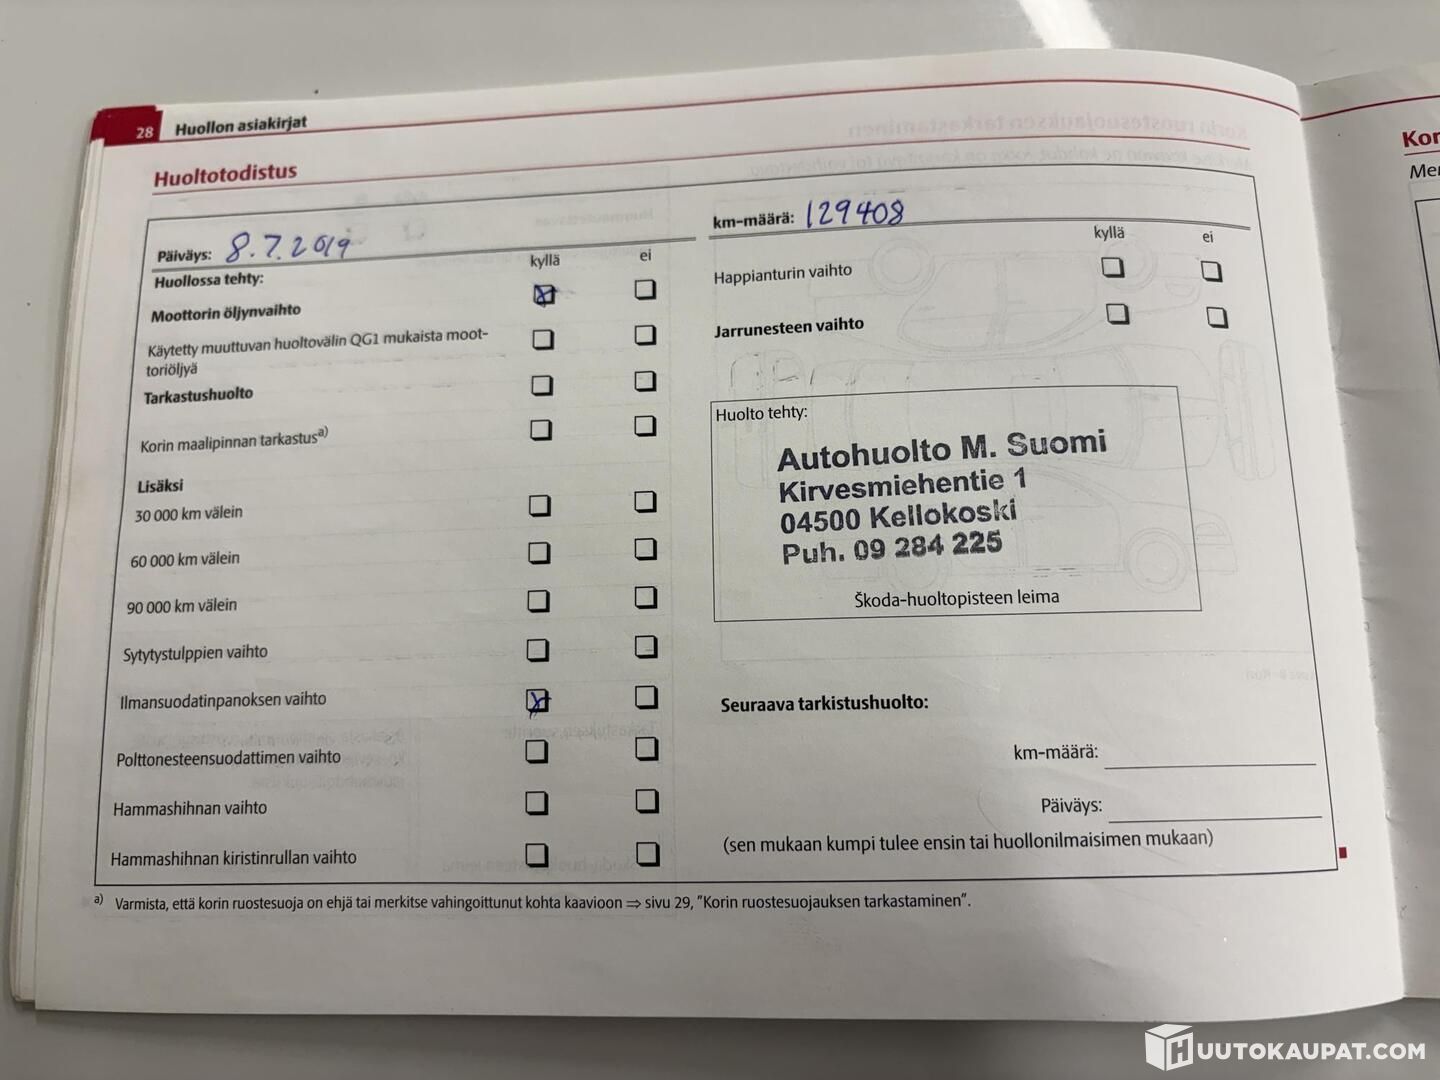 28 Huollon asiakirjat
Huoltotodistus
Päiväys: 8.7.2019
km-määrä: 129408
Huollossa tehty:
kyllä ei
Moottorin öljynvaihto
Käytetty muuttuvan huoltovälin QG1 mukaista moot-
toriöljyä
Tarkastushuolto
Korin maalipinnan tarkastusa)
Lisäksi
30 000 km välein
60 000 km välein
90 000 km välein
Sytytystulppien vaihto
Ilmansuodatinpanoksen vaihto
Polttonesteensuodattimen vaihto
Hammashihnan vaihto
Hammashihnan kiristinrullan vaihto
kyllä ei
Happianturin vaihto
Jarrunesteen vaihto
Huolto tehty:
Autohuolto M. Suomi
Kirvesmiehentie 1
04500 Kellokoski
Puh. 09 284 225
Škoda-huoltopisteen leima
Seuraava tarkistushuolto:
km-määrä:
Päiväys:
(sen mukaan kumpi tulee ensin tai huollonilmaisimen mukaan)
a) Varmista, että korin ruostesuoja on ehjä tai merkitse vahingoittunut kohta kaavioon ⇒ sivu 29, "Korin ruostesuojauksen tarkastaminen".
Kor
Mer
HUUTOKAUPAT.COM